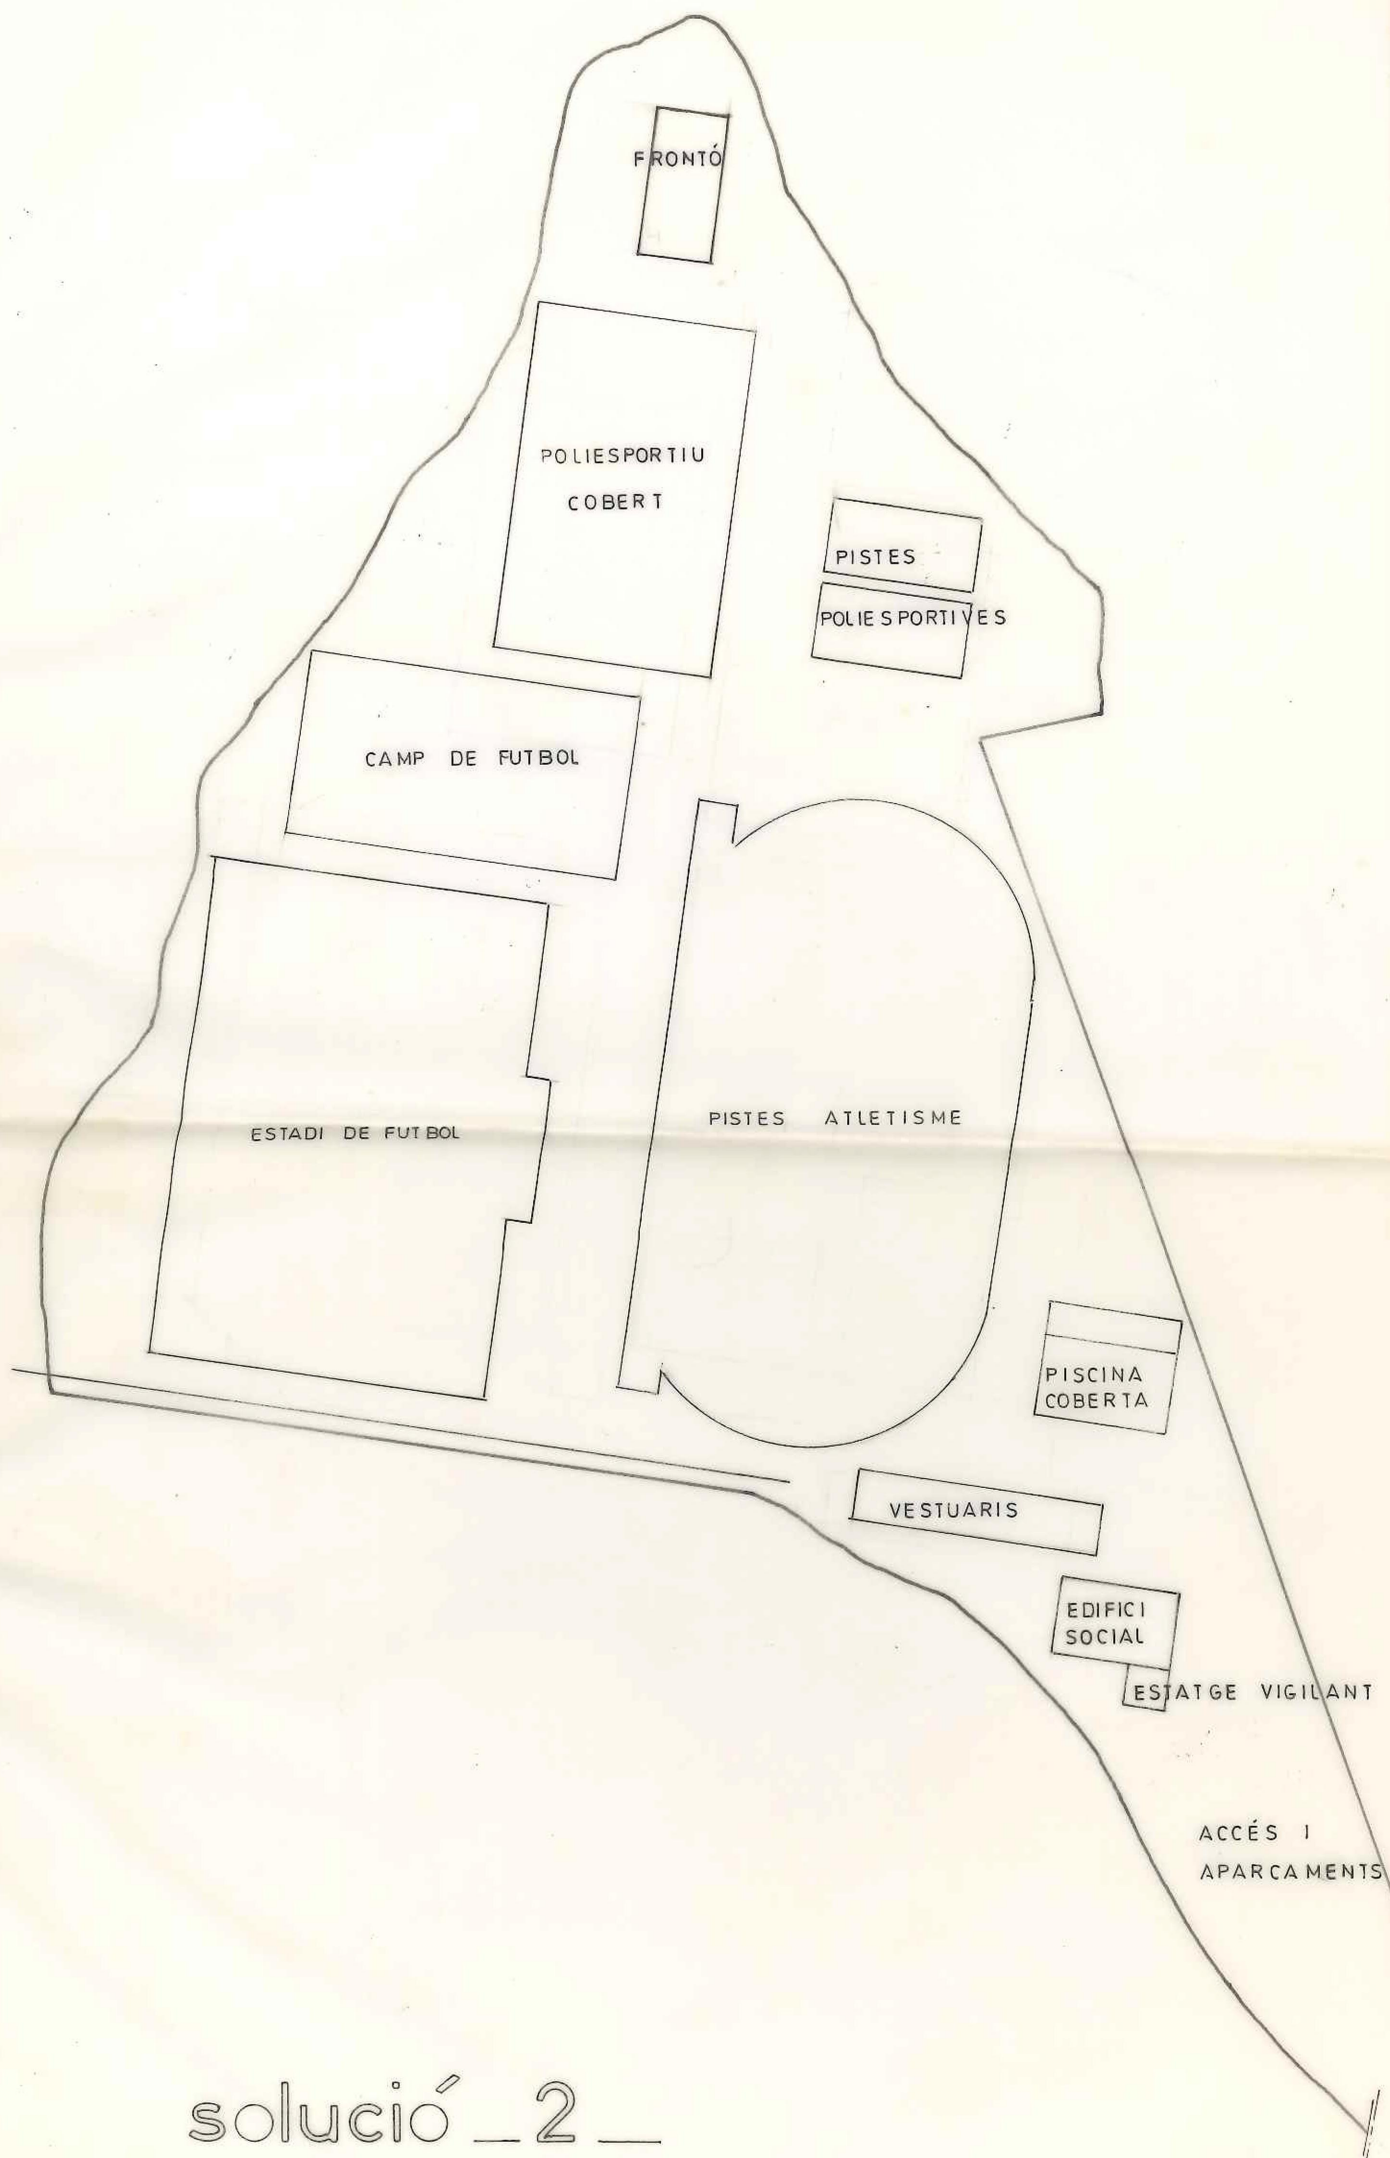 FRONTÓ
POLIESPORTIU
COBERT
PISTES
POLIESPORTIVES
CAMP DE FUTBOL
PISTES ATLETISME
ESTADI DE FUTBOL
PISCINA
COBERTA
VESTUARIS
EDIFICI
SOCIAL
ESTATGE VIGILANT
ACCÉS I
APARCAMENTS
solució _ 2 _